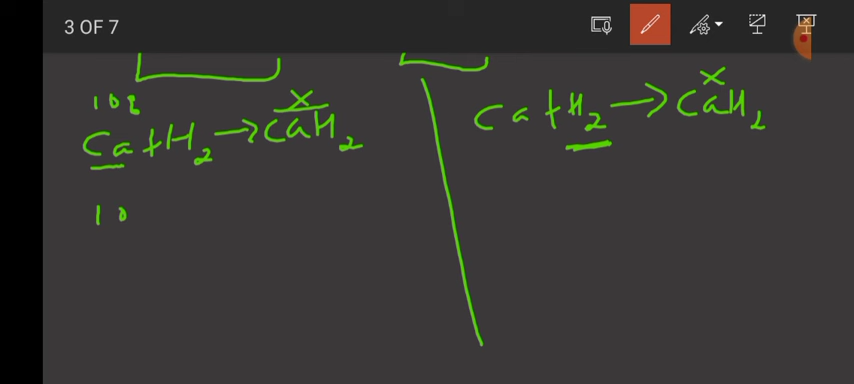 3 OF 7
10g
Ca + H2 → CaH2
X
10
Ca + H2 → CaH2
X